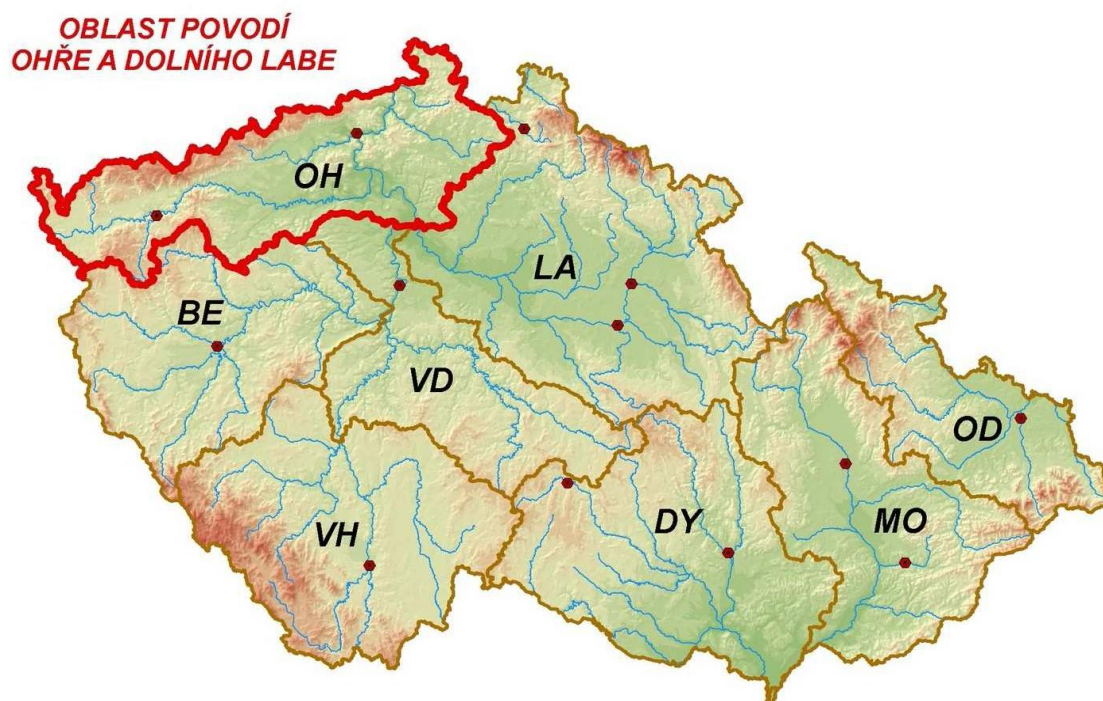 OBLAST POVODÍ
OHŘE A DOLNÍHO LABE
OH
LA
BE
VD
OD
VH
DY
MO